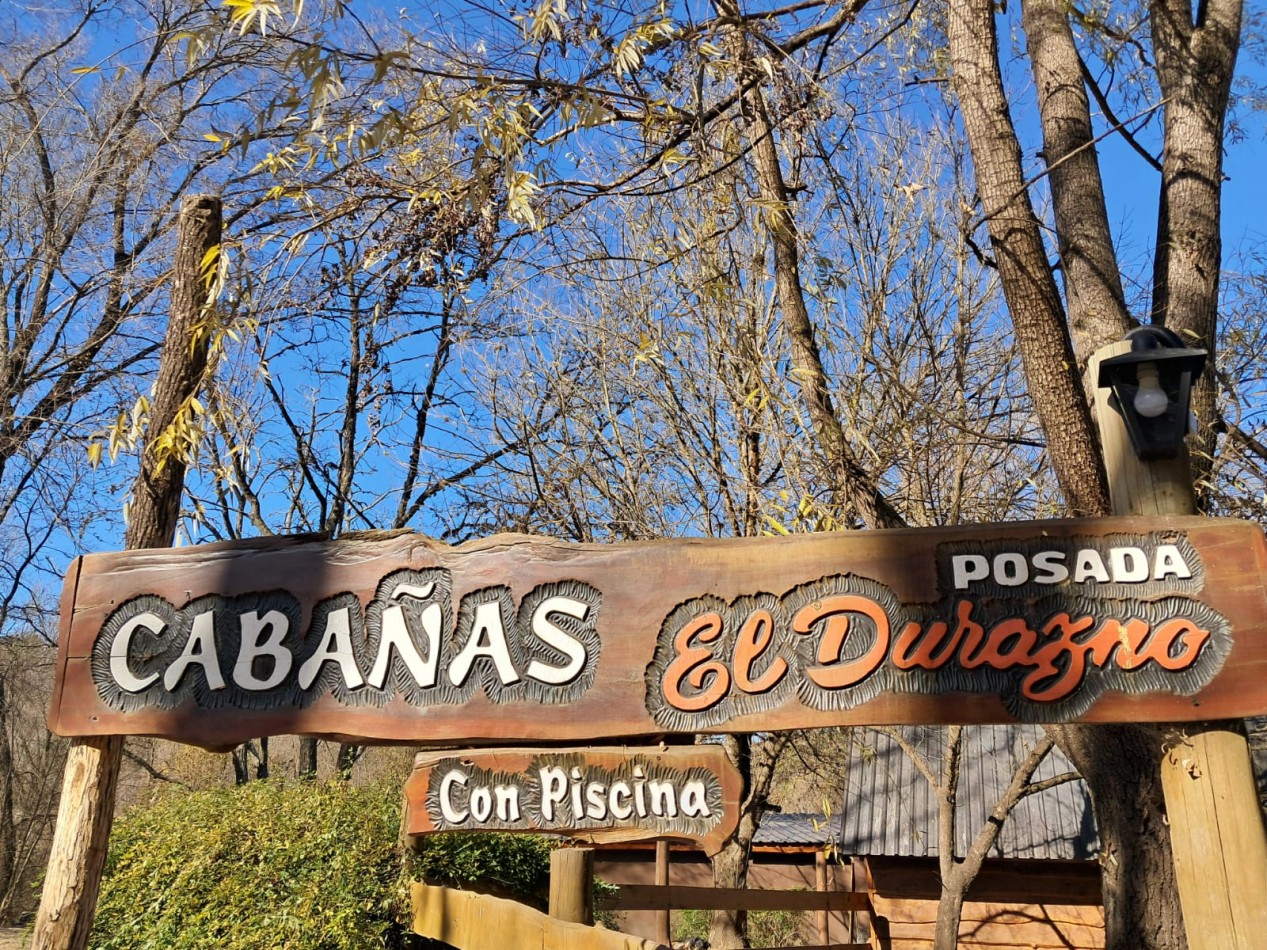 CABAÑAS
POSADA
El Durazno
Con Piscina